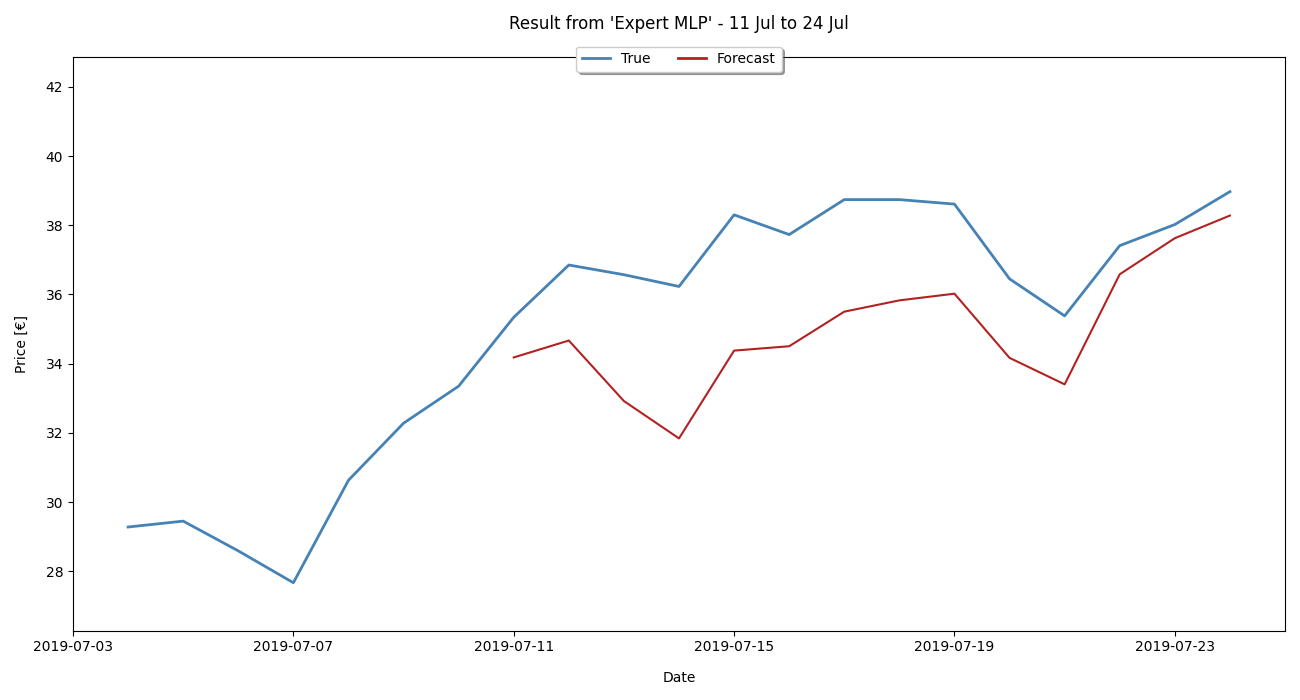 Result from 'Expert MLP' - 11 Jul to 24 Jul
True Forecast
42
40
38
36
34
32
30
28
Price [€]
2019-07-03 2019-07-07 2019-07-11 2019-07-15 2019-07-19 2019-07-23
Date